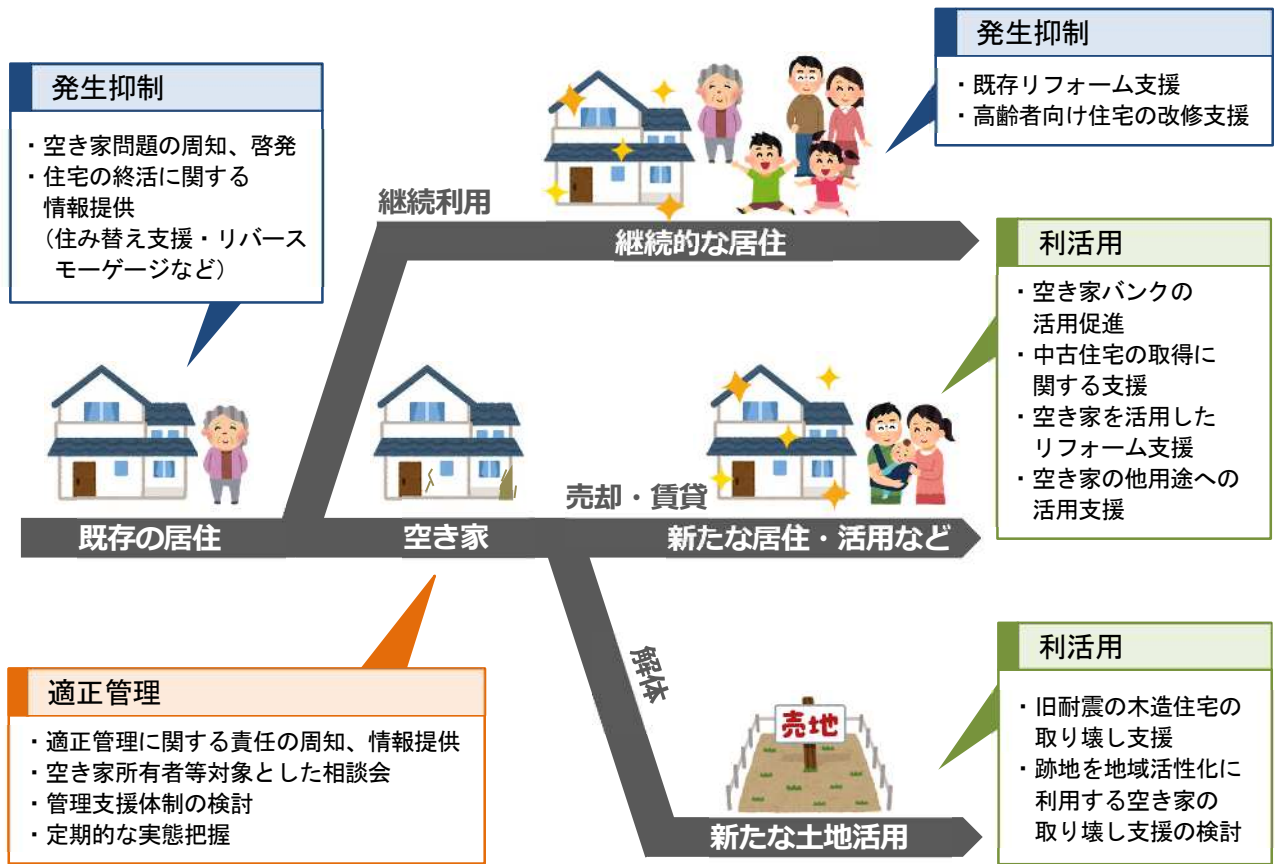 発生抑制
・空き家問題の周知、啓発
・住宅の終活に関する
情報提供
（住み替え支援・リバース
モーゲージなど）
発生抑制
・既存リフォーム支援
・高齢者向け住宅の改修支援
継続利用
継続的な居住
利活用
・空き家バンクの
活用促進
・中古住宅の取得に
関する支援
・空き家を活用した
リフォーム支援
・空き家の他用途への
活用支援
既存の居住
空き家
売却・賃貸
新たな居住・活用など
適正管理
・適正管理に関する責任の周知、情報提供
・空き家所有者等対象とした相談会
・管理支援体制の検討
・定期的な実態把握
解体
売地
新たな土地活用
利活用
・旧耐震の木造住宅の
取り壊し支援
・跡地を地域活性化に
利用する空き家の
取り壊し支援の検討